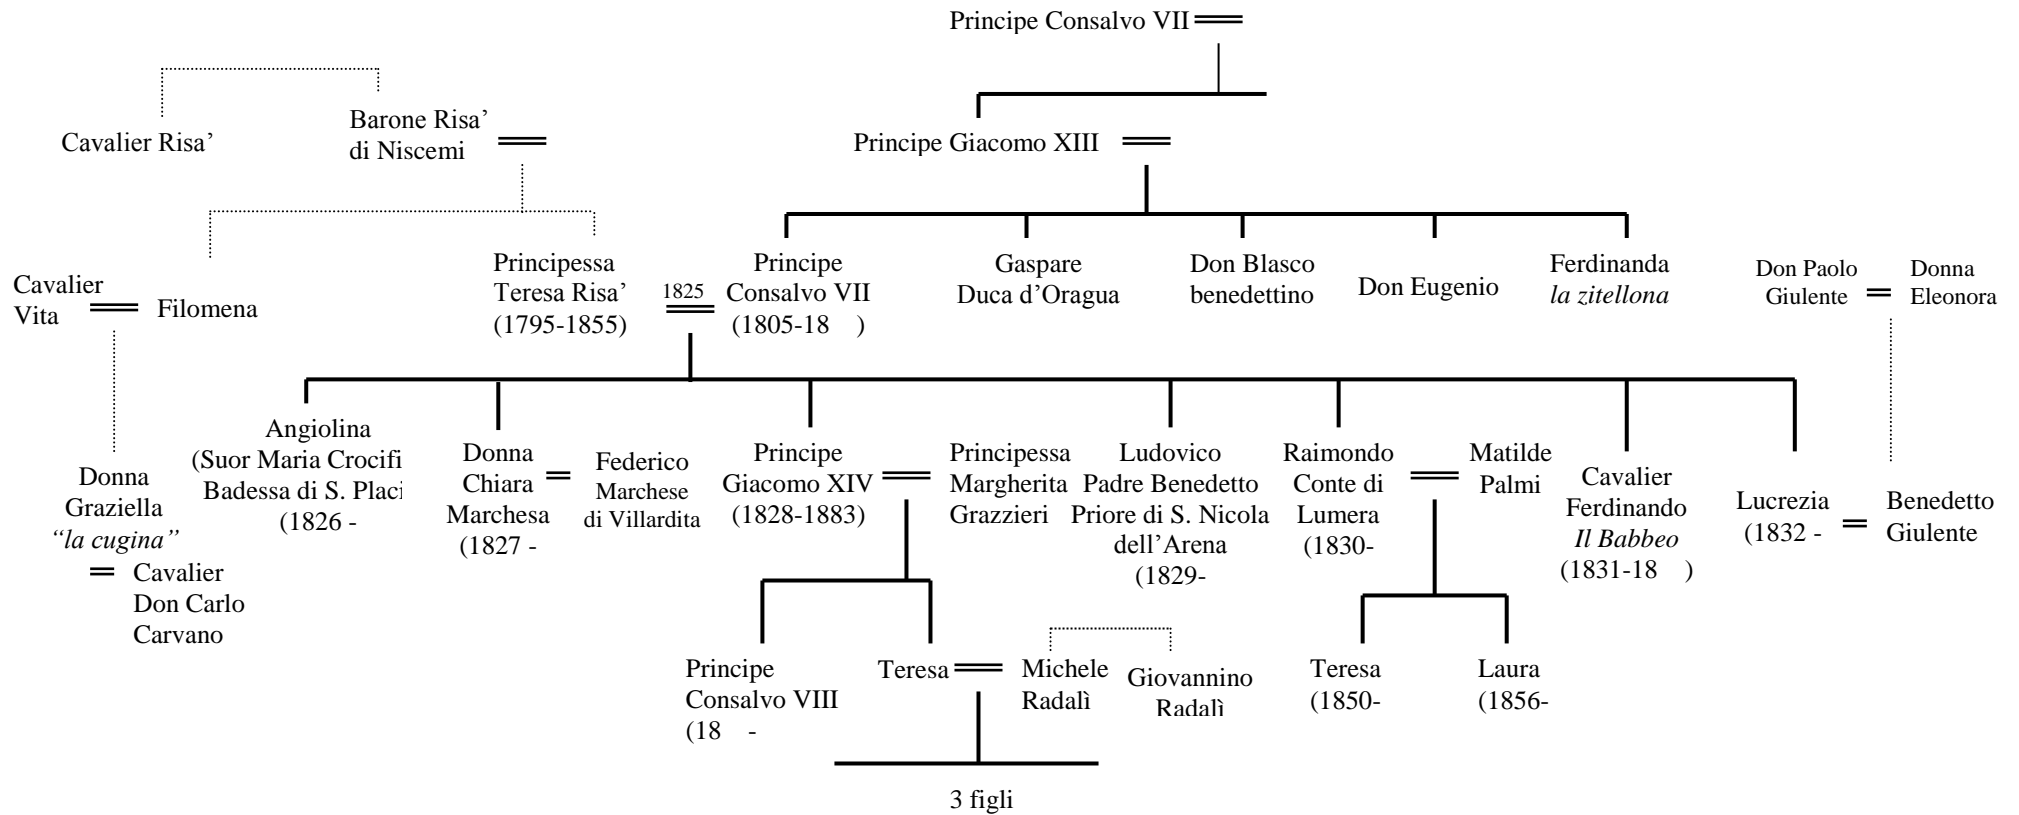 Principe Consalvo VII
Cavalier Risa’
Barone Risa’
di Niscemi
Principe Giacomo XIII
Cavalier
Vita
Filomena
Principessa
Teresa Risa’
(1795-1855)
1825
Principe
Consalvo VII
(1805-18 )
Gaspare
Duca d’Oragua
Don Blasco
benedettino
Don Eugenio
Ferdinanda
la zitellona
Don Paolo
Giulente
Donna
Eleonora
Donna
Graziella
“la cugina”
Cavalier
Don Carlo
Carvano
Angiolina
(Suor Maria Crocifi
Badessa di S. Placi
(1826 -
Donna
Chiara
Marchesa
(1827 -
Federico
Marchese
di Villardita
Principe
Giacomo XIV
(1828-1883)
Principessa
Margherita
Grazzieri
Ludovico
Padre Benedetto
Priore di S. Nicola
dell’Arena
(1829-
Raimondo
Conte di
Lumera
(1830-
Matilde
Palmi
Cavalier
Ferdinando
Il Babbeo
(1831-18 )
Lucrezia
(1832 -
Benedetto
Giulente
Principe
Consalvo VIII
(18 -
Teresa
Michele
Radalì
Giovannino
Radalì
Teresa
(1850-
Laura
(1856-
3 figli